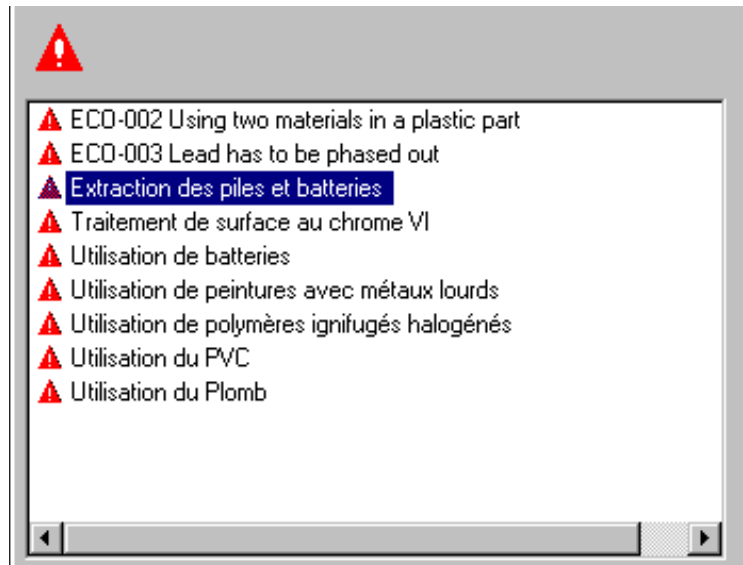 ECO-002 Using two materials in a plastic part
ECO-003 Lead has to be phased out
Extraction des piles et batteries
Traitement de surface au chrome VI
Utilisation de batteries
Utilisation de peintures avec métaux lourds
Utilisation de polymères ignifugés halogénés
Utilisation du PVC
Utilisation du Plomb